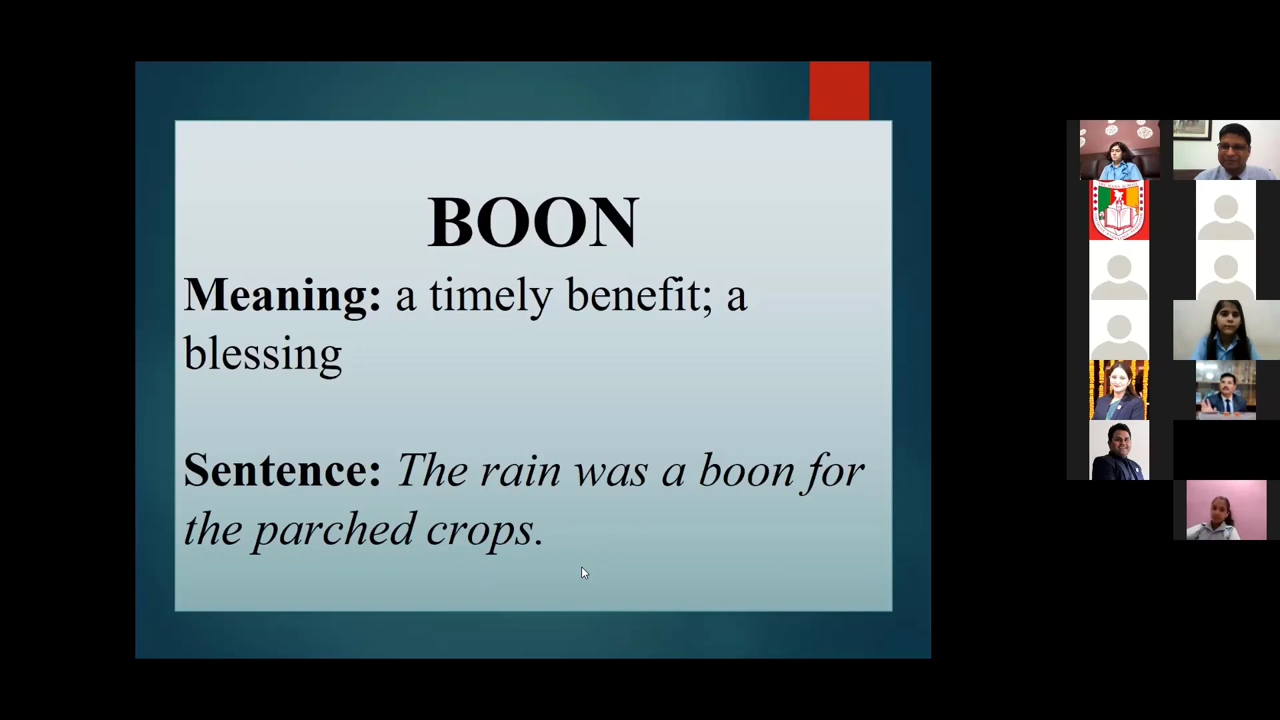 BOON
Meaning: a timely benefit; a
blessing
Sentence: The rain was a boon for
the parched crops.